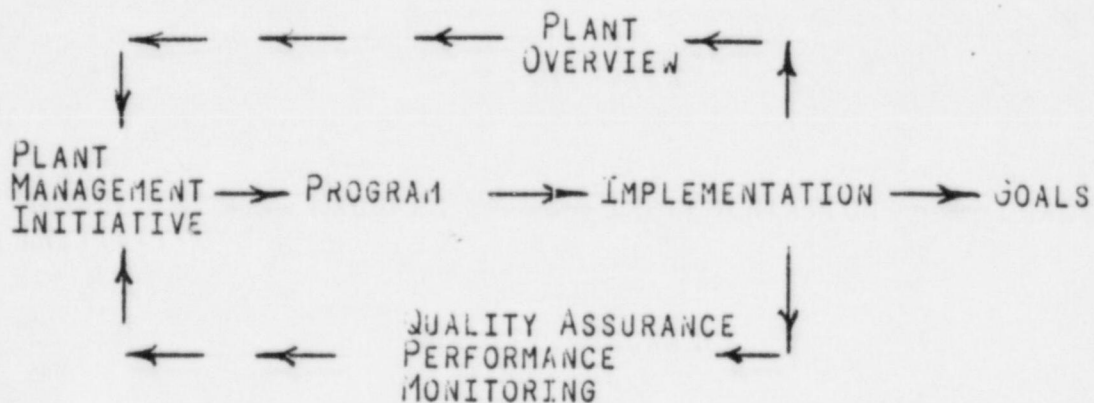 PLANT
OVERVIEW
PLANT
MANAGEMENT
INITIATIVE
PROGRAM
IMPLEMENTATION
GOALS
QUALITY ASSURANCE
PERFORMANCE
MONITORING